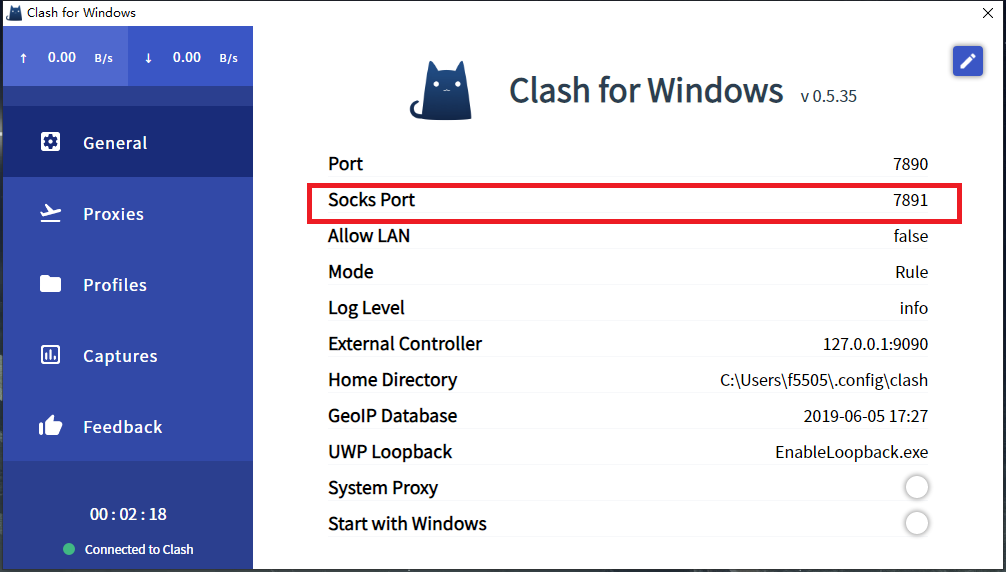 Clash for Windows
↑ 0.00 B/s ↓ 0.00 B/s
General
Proxies
Profiles
Captures
Feedback
00 : 02 : 18
Connected to Clash
Clash for Windows v 0.5.35
Port 7890
Socks Port 7891
Allow LAN false
Mode Rule
Log Level info
External Controller 127.0.0.1:9090
Home Directory C:\Users\f5505\.config\clash
GeoIP Database 2019-06-05 17:27
UWP Loopback EnableLoopback.exe
System Proxy
Start with Windows